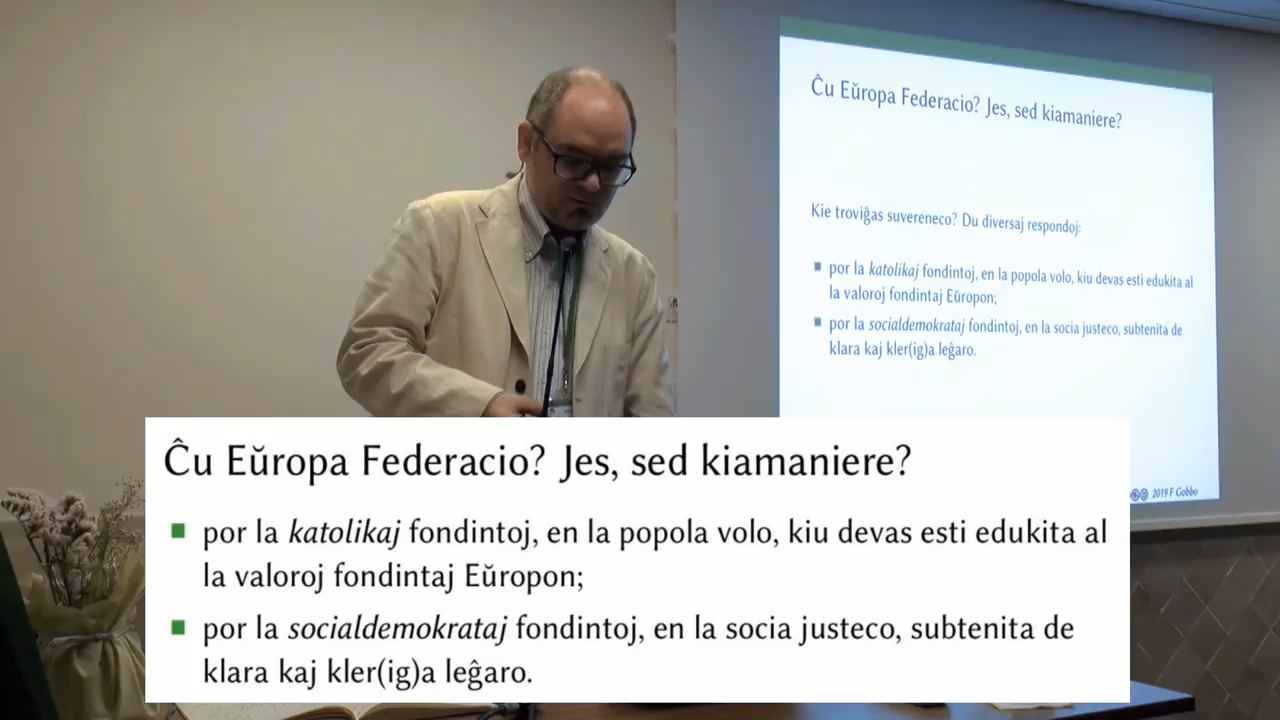 Ĉu Eŭropa Federacio? Jes, sed kiamaniere?
Kie troviĝas suvereneco? Du diversaj respondoj:
por la katolikaj fondintoj, en la popola volo, kiu devas esti edukita al
la valoroj fondintaj Eŭropon;
por la socialdemokrataj fondintoj, en la socia justeco, subtenita de
klara kaj kler(ig)a leĝaro.
2019 F Gobbo
Ĉu Eŭropa Federacio? Jes, sed kiamaniere?
por la katolikaj fondintoj, en la popola volo, kiu devas esti edukita al
la valoroj fondintaj Eŭropon;
por la socialdemokrataj fondintoj, en la socia justeco, subtenita de
klara kaj kler(ig)a leĝaro.